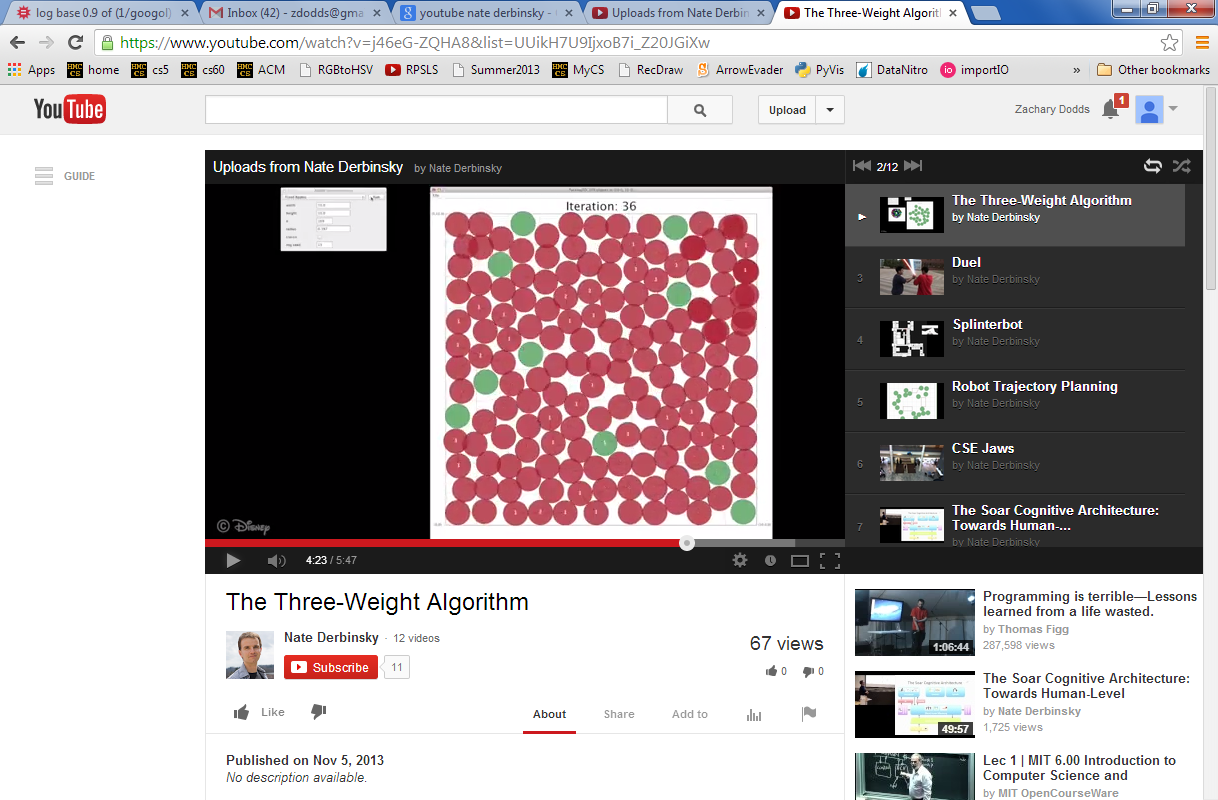 log base 0.9 of (1/googol)
Inbox (42) - zdodds@gma
youtube nate derbinsky -
Uploads from Nate Derbin
The Three-Weight Algorit
https://www.youtube.com/watch?v=j46eG-ZQHA8&list=UUikH7U9IjxoB7i_Z20JGiXw
Apps
home
cs5
cs60
ACM
RGBtoHSV
RPSLS
Summer2013
MyCS
RecDraw
ArrowEvader
PyVis
DataNitro
importIO
»
Other bookmarks
YouTube
Upload
Zachary Dodds
1
GUIDE
Uploads from Nate Derbinsky by Nate Derbinsky
2/12
Iteration: 36
© Disney
4:23 / 5:47
The Three-Weight Algorithm
by Nate Derbinsky
3
Duel
by Nate Derbinsky
4
Splinterbot
by Nate Derbinsky
5
Robot Trajectory Planning
by Nate Derbinsky
6
CSE Jaws
by Nate Derbinsky
7
The Soar Cognitive Architecture:
Towards Human-...
by Nate Derbinsky
The Three-Weight Algorithm
Nate Derbinsky · 12 videos
Subscribe 11
67 views
0 0
Like
About
Share
Add to
Published on Nov 5, 2013
No description available.
Programming is terrible—Lessons
learned from a life wasted.
by Thomas Figg
287,598 views
1:06:44
The Soar Cognitive Architecture:
Towards Human-Level
by Nate Derbinsky
1,725 views
49:57
Lec 1 | MIT 6.00 Introduction to
Computer Science and
by MIT OpenCourseWare